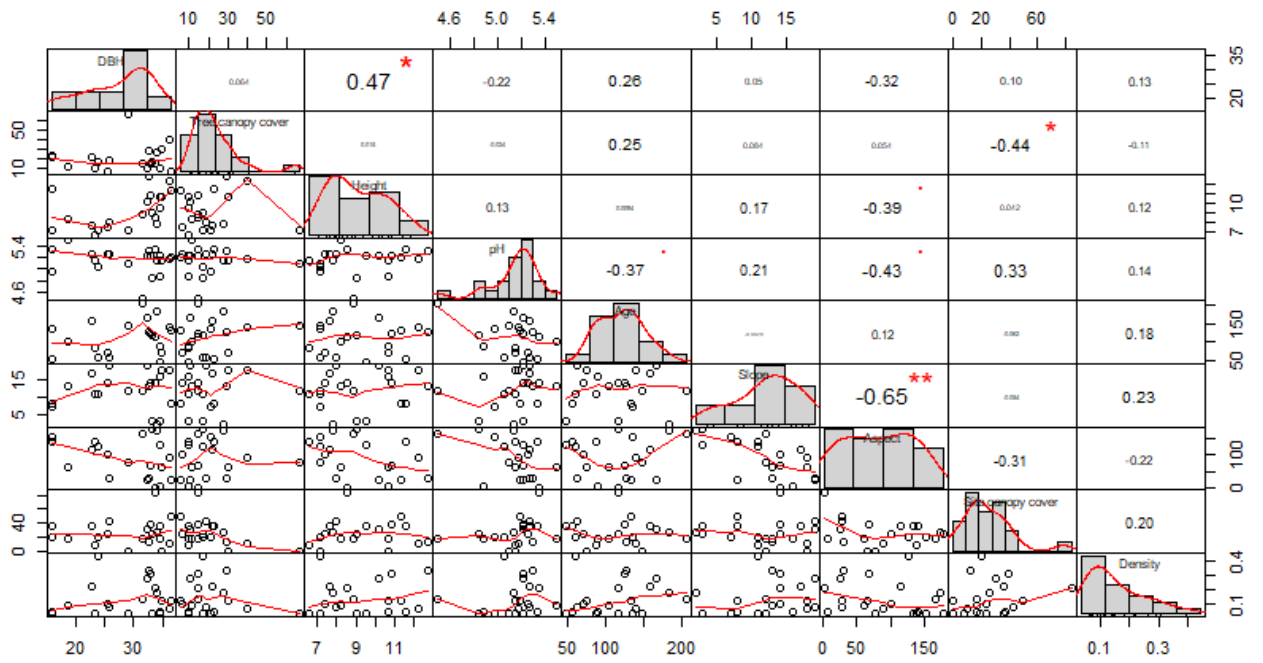 10 30 50 4.6 5.0 5.4 5 10 15 0 20 60
DBH 0.47 * -0.22 0.26 0.05 -0.32 0.10 0.13 20 35
10 50 Tree canopy cover 0.25 -0.44 * -0.11
Height 0.13 0.17 -0.39 . 0.12 7 10
4.6 5.4 pH -0.37 . 0.21 -0.43 . 0.33 0.14
Age 0.12 0.18 50 150
5 15 Slope -0.65 ** 0.23
Aspect -0.31 -0.22 0 100
0 40 canopy cover 0.20
Density 0.1 0.4
20 30 7 9 11 50 100 200 0 50 150 0.1 0.3